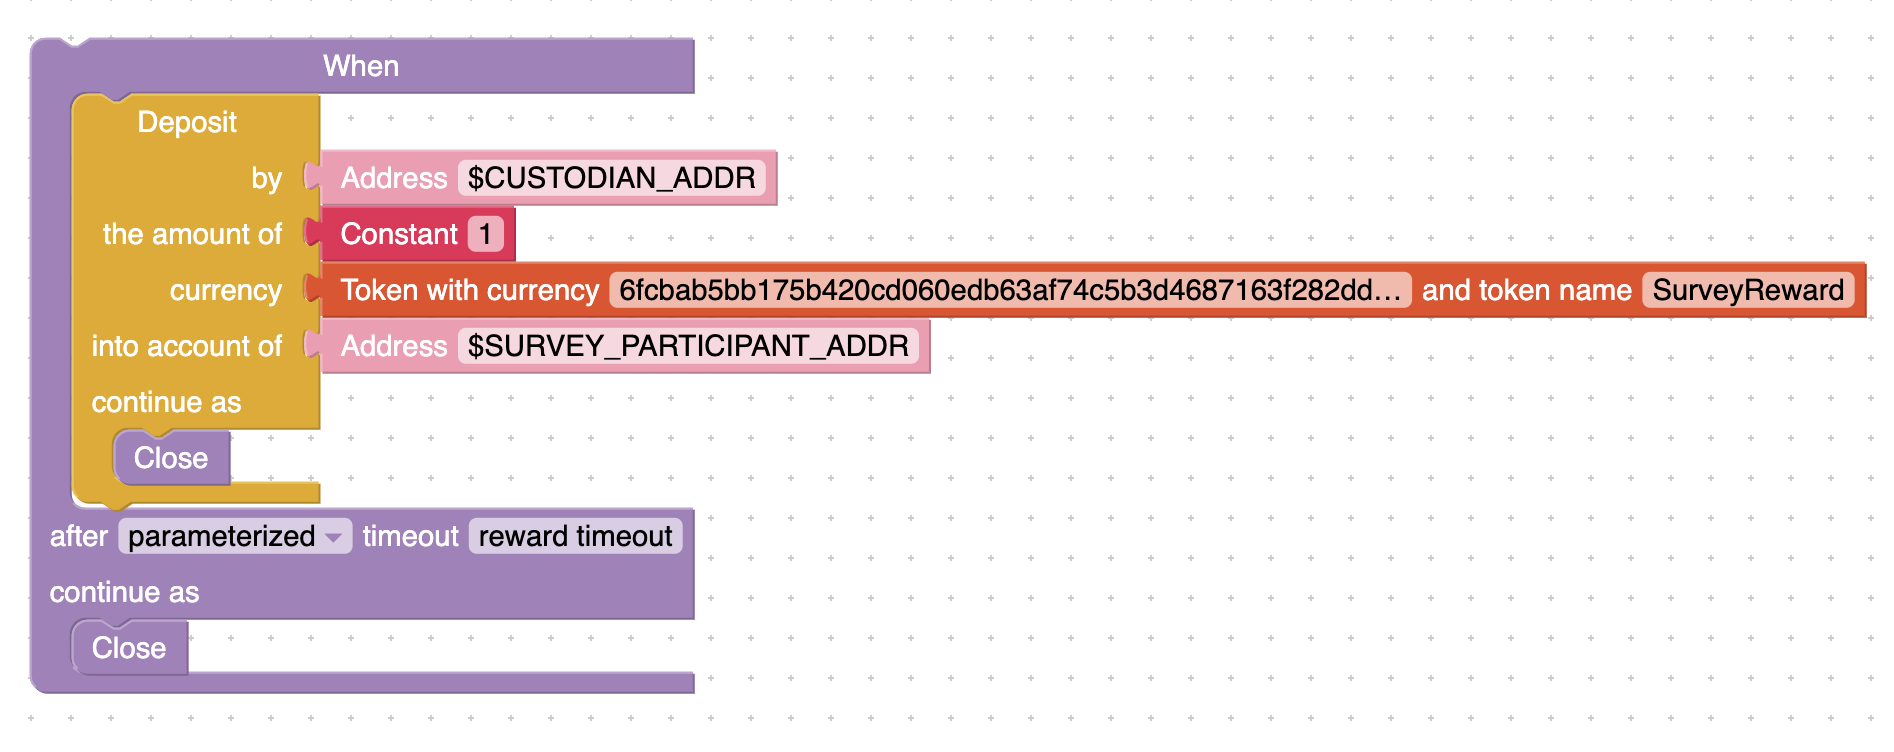 When
Deposit
by Address $CUSTODIAN_ADDR
the amount of Constant 1
currency Token with currency 6fcbab5bb175b420cd060edb63af74c5b3d4687163f282dd... and token name SurveyReward
into account of Address $SURVEY_PARTICIPANT_ADDR
continue as
Close
after parameterized timeout reward timeout
continue as
Close